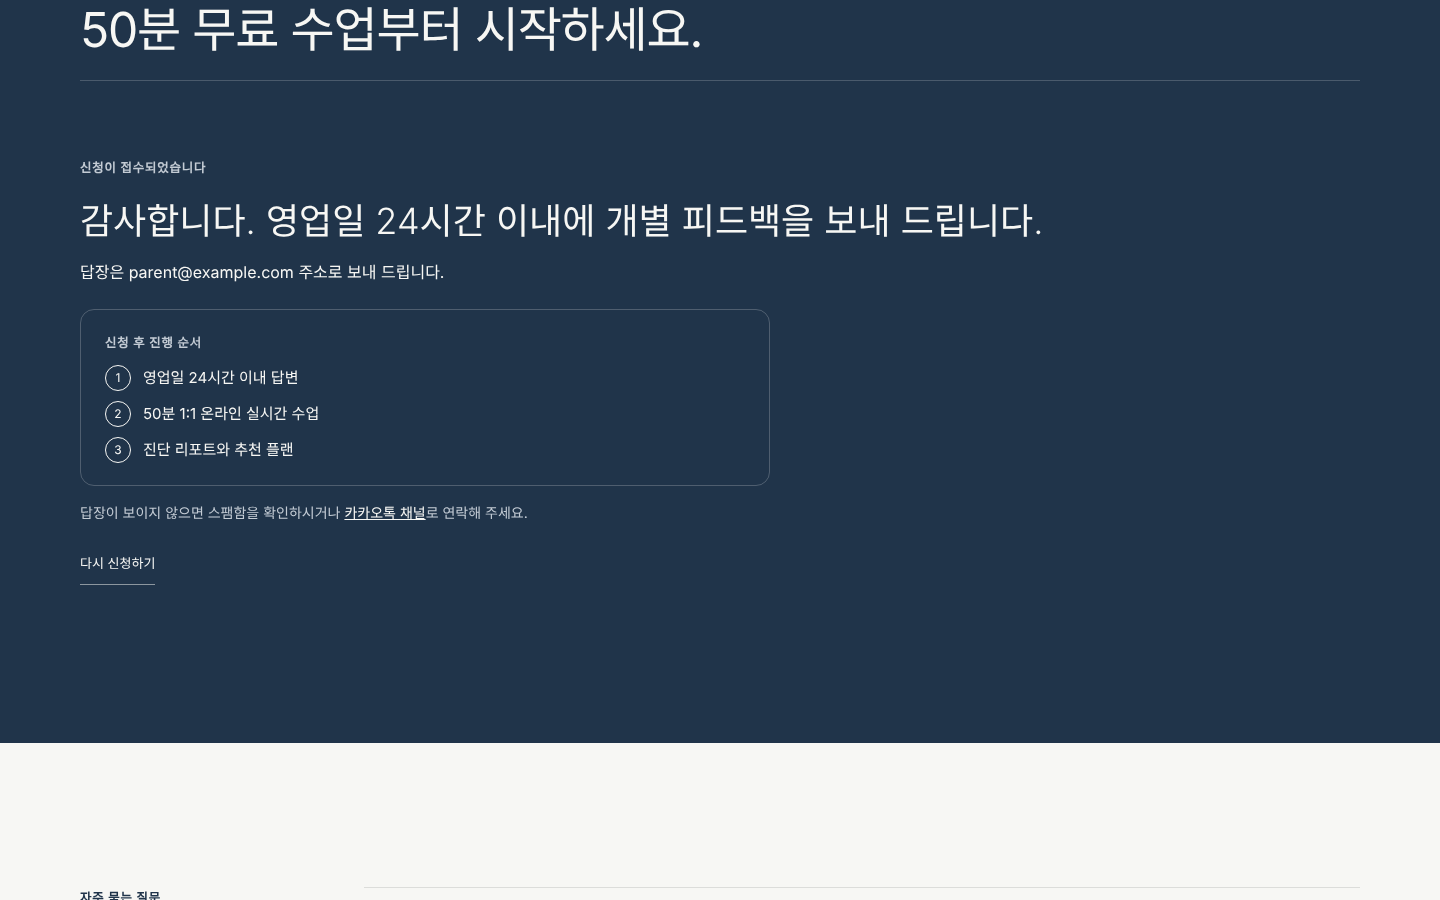 50분 무료 수업부터 시작하세요.
신청이 접수되었습니다
감사합니다. 영업일 24시간 이내에 개별 피드백을 보내 드립니다.
답장은 parent@example.com 주소로 보내 드립니다.
신청 후 진행 순서
1 영업일 24시간 이내 답변
2 50분 1:1 온라인 실시간 수업
3 진단 리포트와 추천 플랜
답장이 보이지 않으면 스팸함을 확인하시거나 카카오톡 채널로 연락해 주세요.
다시 신청하기
자주 묻는 질문